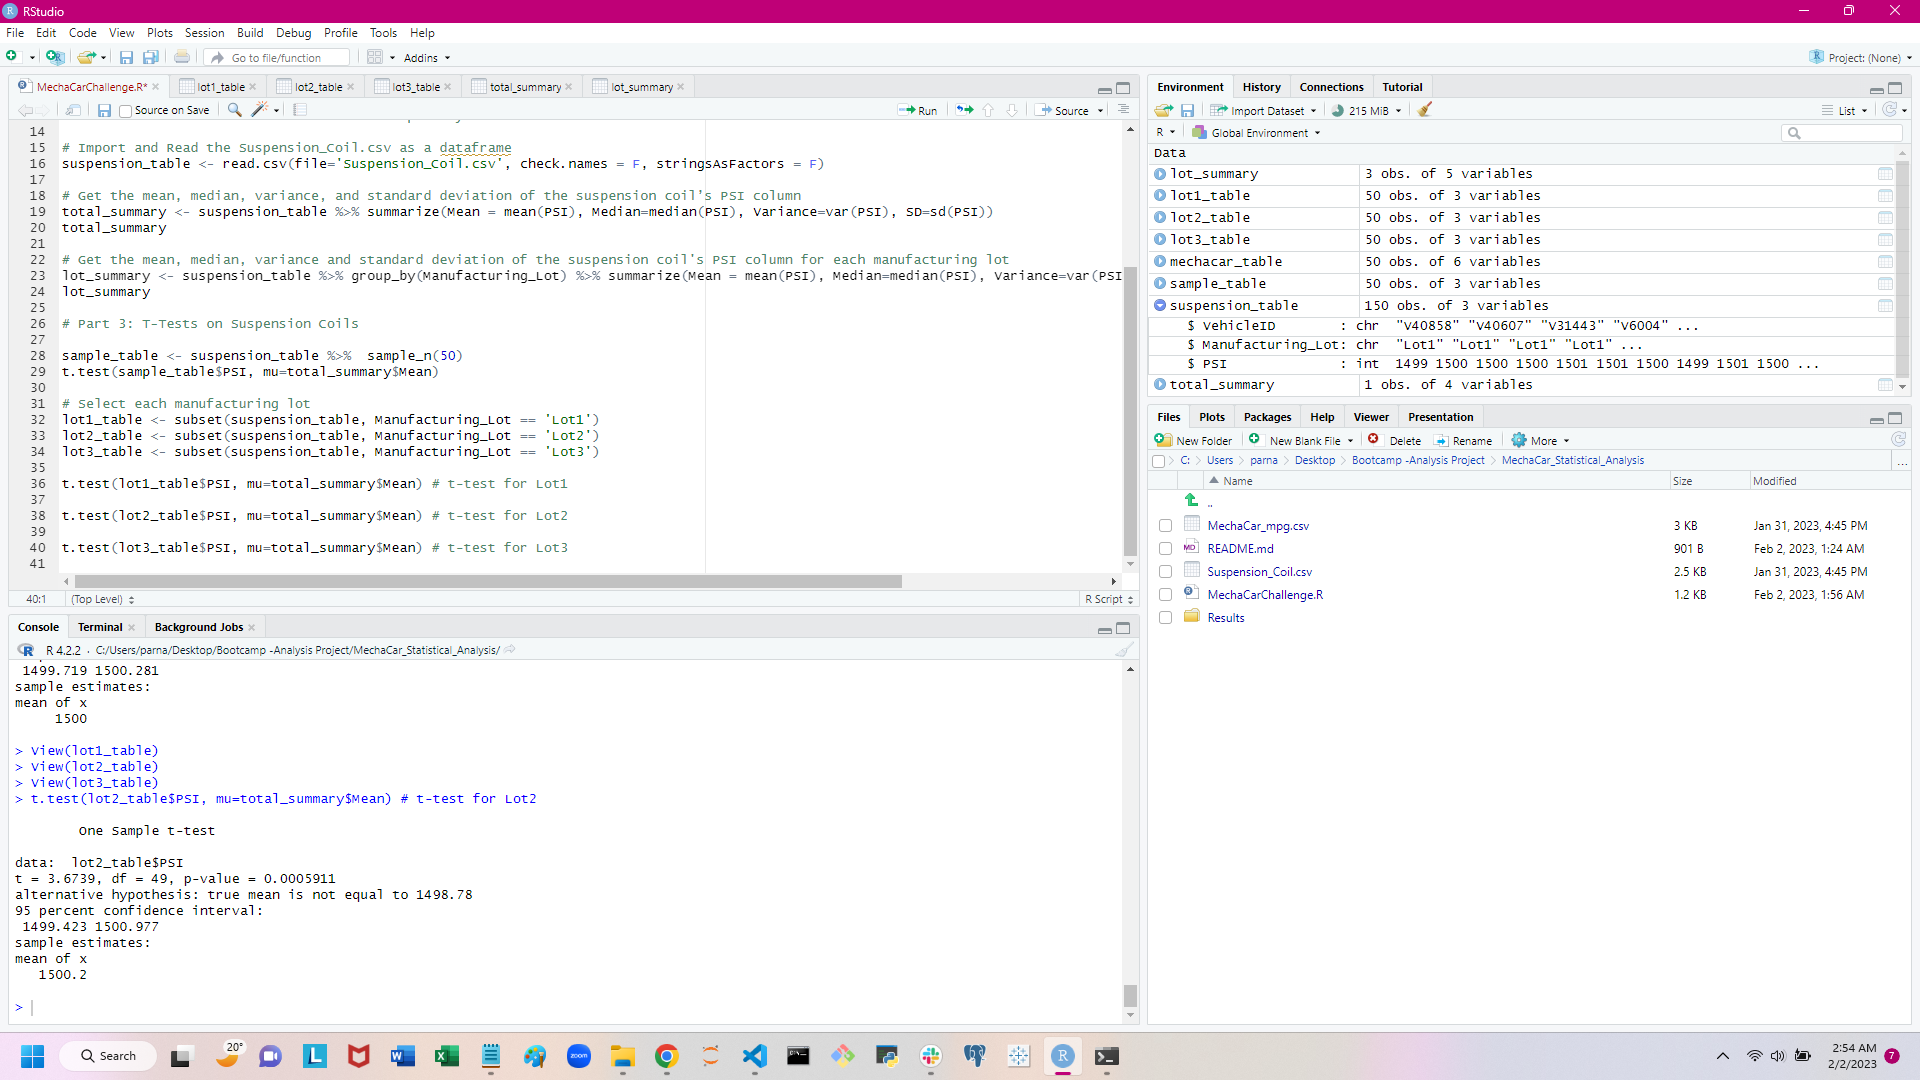 RStudio
File Edit Code View Plots Session Build Debug Profile Tools Help
Go to file/function Addins Project: (None)
MechaCarChallenge.R* lot1_table lot2_table lot3_table total_summary lot_summary
Source on Save Run Source
14
15 # Import and Read the Suspension_Coil.csv as a dataframe
16 suspension_table <- read.csv(file='Suspension_Coil.csv', check.names = F, stringsAsFactors = F)
17
18 # Get the mean, median, variance, and standard deviation of the suspension coil's PSI column
19 total_summary <- suspension_table %>% summarize(Mean = mean(PSI), Median=median(PSI), Variance=var(PSI), SD=sd(PSI))
20 total_summary
21
22 # Get the mean, median, variance and standard deviation of the suspension coil's PSI column for each manufacturing lot
23 lot_summary <- suspension_table %>% group_by(Manufacturing_Lot) %>% summarize(Mean = mean(PSI), Median=median(PSI), Variance=var(PSI
24 lot_summary
25
26 # Part 3: T-Tests on Suspension Coils
27
28 sample_table <- suspension_table %>%  sample_n(50)
29 t.test(sample_table$PSI, mu=total_summary$Mean)
30
31 # Select each manufacturing lot
32 lot1_table <- subset(suspension_table, Manufacturing_Lot == 'Lot1')
33 lot2_table <- subset(suspension_table, Manufacturing_Lot == 'Lot2')
34 lot3_table <- subset(suspension_table, Manufacturing_Lot == 'Lot3')
35
36 t.test(lot1_table$PSI, mu=total_summary$Mean) # t-test for Lot1
37
38 t.test(lot2_table$PSI, mu=total_summary$Mean) # t-test for Lot2
39
40 t.test(lot3_table$PSI, mu=total_summary$Mean) # t-test for Lot3
41
40:1 (Top Level) R Script
Console Terminal Background Jobs
R 4.2.2 · C:/Users/parna/Desktop/Bootcamp -Analysis Project/MechaCar_Statistical_Analysis/
1499.719 1500.281
sample estimates:
mean of x
1500
> View(lot1_table)
> View(lot2_table)
> View(lot3_table)
> t.test(lot2_table$PSI, mu=total_summary$Mean) # t-test for Lot2
One Sample t-test
data:  lot2_table$PSI
t = 3.6739, df = 49, p-value = 0.0005911
alternative hypothesis: true mean is not equal to 1498.78
95 percent confidence interval:
1499.423 1500.977
sample estimates:
mean of x
1500.2
>
Environment History Connections Tutorial
Import Dataset 215 MiB List
R Global Environment
Data
lot_summary 3 obs. of 5 variables
lot1_table 50 obs. of 3 variables
lot2_table 50 obs. of 3 variables
lot3_table 50 obs. of 3 variables
mechacar_table 50 obs. of 6 variables
sample_table 50 obs. of 3 variables
suspension_table 150 obs. of 3 variables
$ VehicleID : chr "V40858" "V40607" "V31443" "V6004" ...
$ Manufacturing_Lot: chr "Lot1" "Lot1" "Lot1" "Lot1" ...
$ PSI : int 1499 1500 1500 1500 1501 1501 1500 1499 1501 1500 ...
total_summary 1 obs. of 4 variables
Files Plots Packages Help Viewer Presentation
New Folder New Blank File Delete Rename More
C: Users parna Desktop Bootcamp -Analysis Project MechaCar_Statistical_Analysis ...
Name Size Modified
..
MechaCar_mpg.csv 3 KB Jan 31, 2023, 4:45 PM
README.md 901 B Feb 2, 2023, 1:24 AM
Suspension_Coil.csv 2.5 KB Jan 31, 2023, 4:45 PM
MechaCarChallenge.R 1.2 KB Feb 2, 2023, 1:56 AM
Results
20°
Search
zoom
2:54 AM
2/2/2023
7